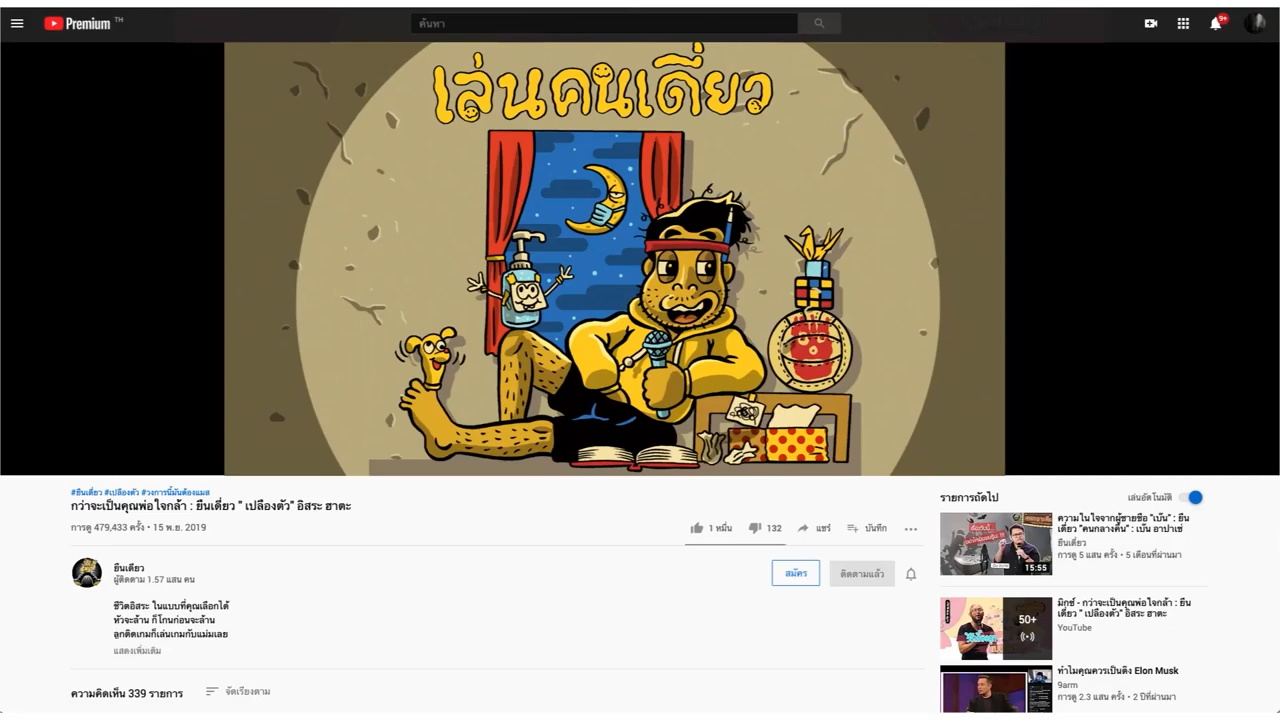 Premium TH
ค้นหา
9+
เล่นคนเดี่ยว
#ยืนเดี่ยว #เปลืองตัว #วงการนี้มันต้องแมส
กว่าจะเป็นคุณพ่อใจกล้า : ยืนเดี่ยว " เปลืองตัว" อิสระ ฮาตะ
การดู 479,433 ครั้ง • 15 พ.ย. 2019
1 หมื่น
132
แชร์
บันทึก
ยืนเดี่ยว
ผู้ติดตาม 1.57 แสน คน
สมัคร
ติดตามแล้ว
ชีวิตอิสระ ในแบบที่คุณเลือกได้
หัวจะล้าน ก็โกนก่อนจะล้าน
ลูกติดเกมก็เล่นเกมกับแม่มเลย
แสดงเพิ่มเติม
ความคิดเห็น 339 รายการ
จัดเรียงตาม
รายการถัดไป
เล่นอัตโนมัติ
15:55
ความในใจจากผู้ชายชื่อ "เบ๊น" : ยืน
เดี่ยว "คนกลางคืน" : เบ๊น อาปาเช่
ยืนเดี่ยว
การดู 5 แสน ครั้ง • 5 เดือนที่ผ่านมา
50+
มิกซ์ - กว่าจะเป็นคุณพ่อใจกล้า : ยืน
เดี่ยว " เปลืองตัว" อิสระ ฮาตะ
YouTube
ทำไมคุณควรเป็นติ่ง Elon Musk
9arm
การดู 2.3 แสน ครั้ง • 2 ปีที่ผ่านมา